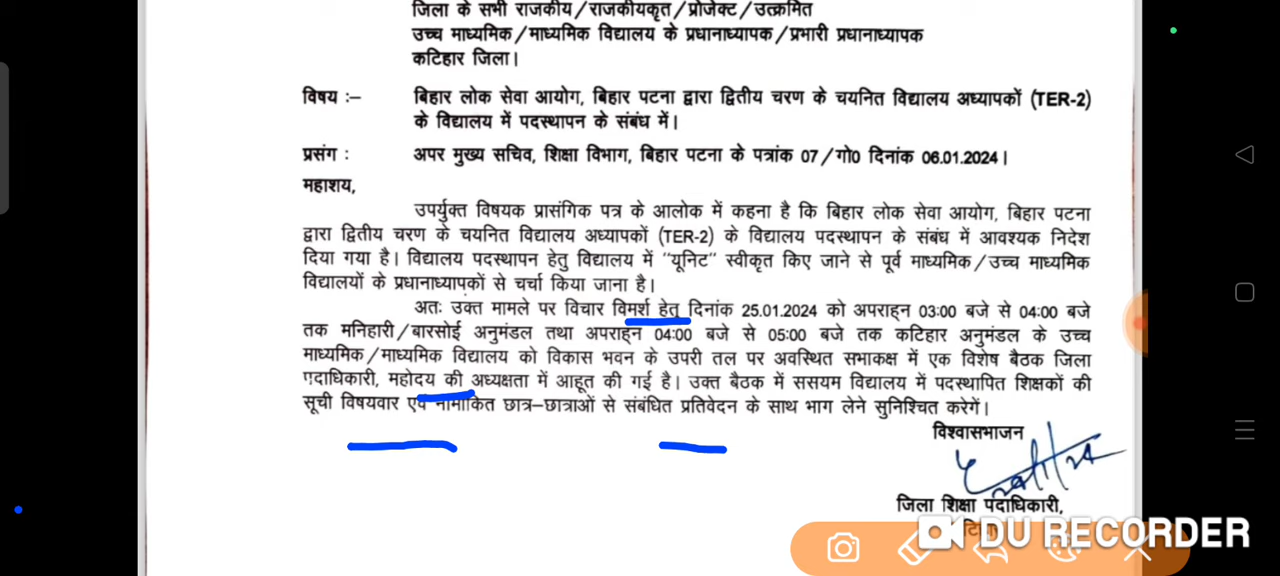 जिला के सभी राजकीय/राजकीयकृत/प्रोजेक्ट/उत्क्रमित
उच्च माध्यमिक/माध्यमिक विद्यालय के प्रधानाध्यापक/प्रभारी प्रधानाध्यापक
कटिहार जिला।
विषय :– बिहार लोक सेवा आयोग, बिहार पटना द्वारा द्वितीय चरण के चयनित विद्यालय अध्यापकों (TER-2)
के विद्यालय में पदस्थापन के संबंध में।
प्रसंग : अपर मुख्य सचिव, शिक्षा विभाग, बिहार पटना के पत्रांक 07/गो0 दिनांक 06.01.2024।
महाशय,
उपर्युक्त विषयक प्रासंगिक पत्र के आलोक में कहना है कि बिहार लोक सेवा आयोग, बिहार पटना
द्वारा द्वितीय चरण के चयनित विद्यालय अध्यापकों (TER-2) के विद्यालय पदस्थापन के संबंध में आवश्यक निदेश
दिया गया है। विद्यालय पदस्थापन हेतु विद्यालय में "यूनिट" स्वीकृत किए जाने से पूर्व माध्यमिक/उच्च माध्यमिक
विद्यालयों के प्रधानाध्यापकों से चर्चा किया जाना है।
अतः उक्त मामले पर विचार विमर्श हेतु दिनांक 25.01.2024 को अपराह्न 03:00 बजे से 04:00 बजे
तक मनिहारी/बारसोई अनुमंडल तथा अपराह्न 04:00 बजे से 05:00 बजे तक कटिहार अनुमंडल के उच्च
माध्यमिक/माध्यमिक विद्यालय को विकास भवन के उपरी तल पर अवस्थित सभाकक्ष में एक विशेष बैठक जिला
पदाधिकारी, महोदय की अध्यक्षता में आहूत की गई है। उक्त बैठक में ससयम विद्यालय में पदस्थापित शिक्षकों की
सूची विषयवार एवं नामांकित छात्र–छात्राओं से संबंधित प्रतिवेदन के साथ भाग लेने सुनिश्चित करेगें।
विश्वासभाजन
जिला शिक्षा पदाधिकारी,
DU RECORDER